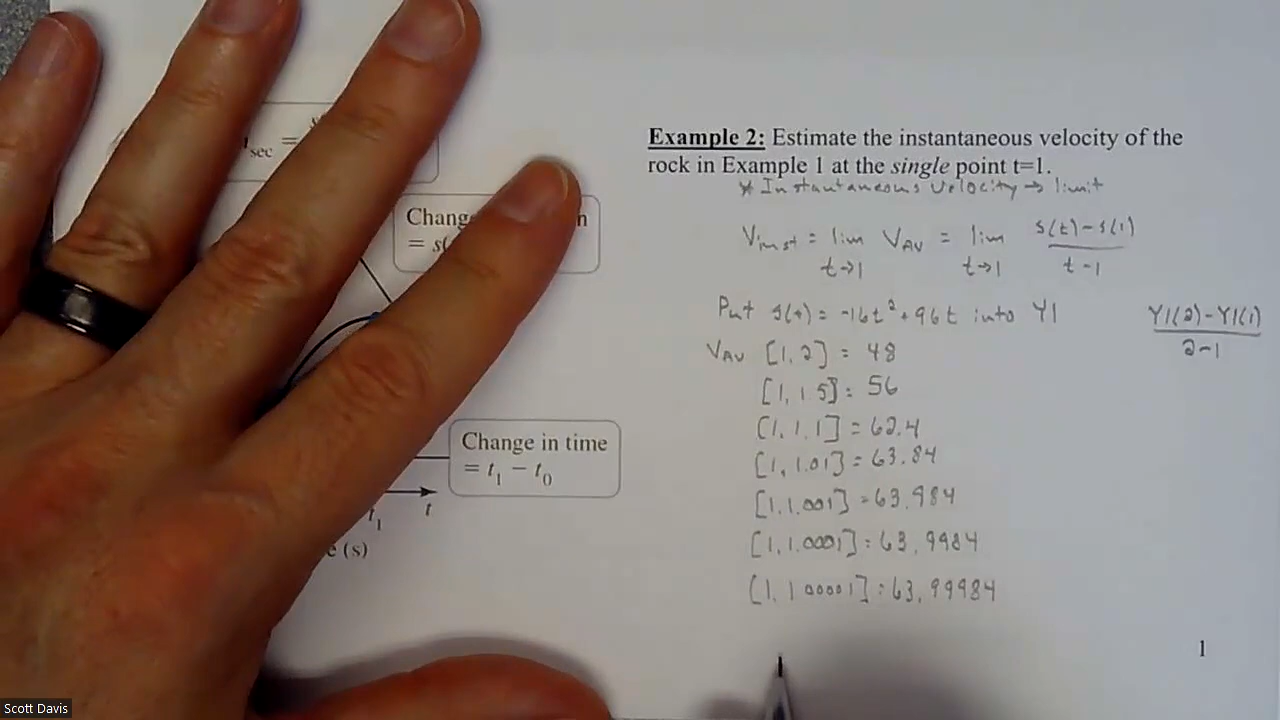 sec =
Change
n
= s(
Change in time
= t₁ − t₀
t₁
t
e (s)
Example 2: Estimate the instantaneous velocity of the
rock in Example 1 at the single point t=1.
* Instantaneous Velocity → limit
Vinst = lim VAV = lim s(t)-s(1)
t→1 t→1 t-1
Put s(t) = -16t² + 96t into Y1
Y1(2)-Y1(1)
2-1
VAV [1, 2] = 48
[1, 1.5] = 56
[1, 1.1] = 62.4
[1, 1.01] = 63.84
[1, 1.001] = 63.984
[1, 1.0001] = 63.9984
[1, 1.00001] = 63.99984
1
Scott Davis